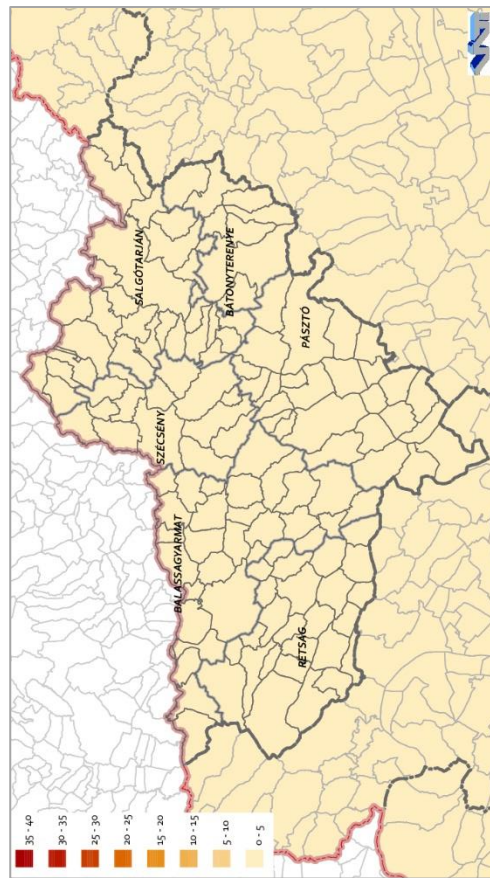 35 - 40
30 - 35
25 - 30
20 - 25
15 - 20
10 - 15
5 - 10
0 - 5
SALGÓTARJÁN
BÁTONYTERENYE
SZÉCSÉNY
PÁSZTÓ
BALASSAGYARMAT
RÉTSÁG